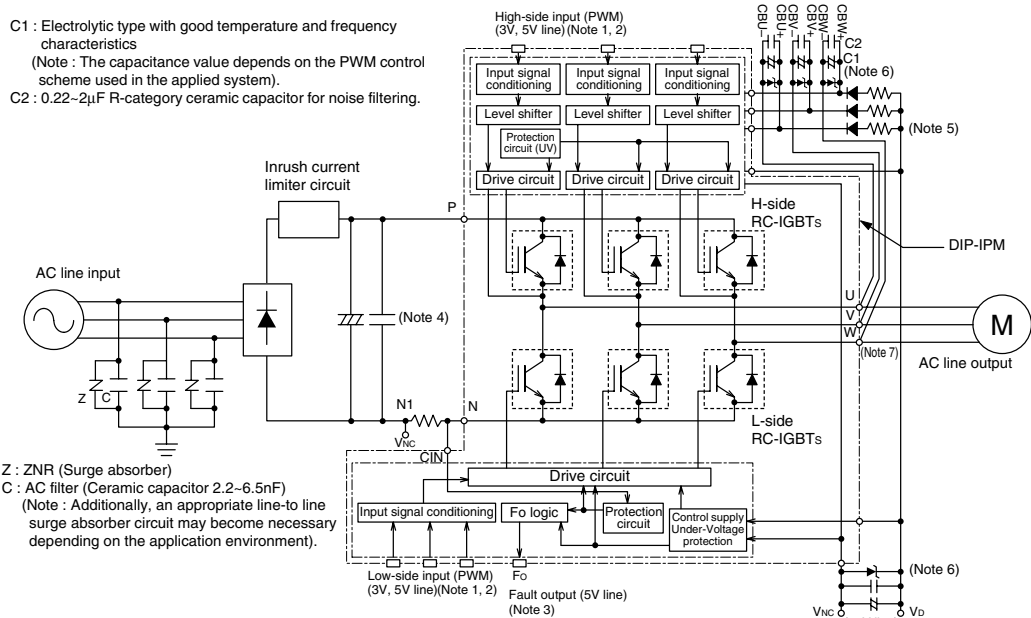 C1 : Electrolytic type with good temperature and frequency
characteristics
(Note : The capacitance value depends on the PWM control
scheme used in the applied system).
C2 : 0.22~2μF R-category ceramic capacitor for noise filtering.
High-side input (PWM)
(3V, 5V line)(Note 1, 2)
CBU–
CBU+
CBV–
CBV+
CBW–
CBW+
C2
C1
(Note 6)
(Note 5)
Input signal
conditioning
Input signal
conditioning
Input signal
conditioning
Level shifter
Level shifter
Level shifter
Protection
circuit (UV)
Drive circuit
Drive circuit
Drive circuit
Inrush current
limiter circuit
P
H-side
RC-IGBTs
DIP-IPM
AC line input
(Note 4)
U
V
W
(Note 7)
M
AC line output
Z
C
N1
VNC
N
CIN
L-side
RC-IGBTs
Z : ZNR (Surge absorber)
C : AC filter (Ceramic capacitor 2.2~6.5nF)
(Note : Additionally, an appropriate line-to line
surge absorber circuit may become necessary
depending on the application environment).
Drive circuit
Input signal conditioning
Fo logic
Protection
circuit
Control supply
Under-Voltage
protection
Low-side input (PWM)
(3V, 5V line)(Note 1, 2)
FO
Fault output (5V line)
(Note 3)
(Note 6)
VNC
VD